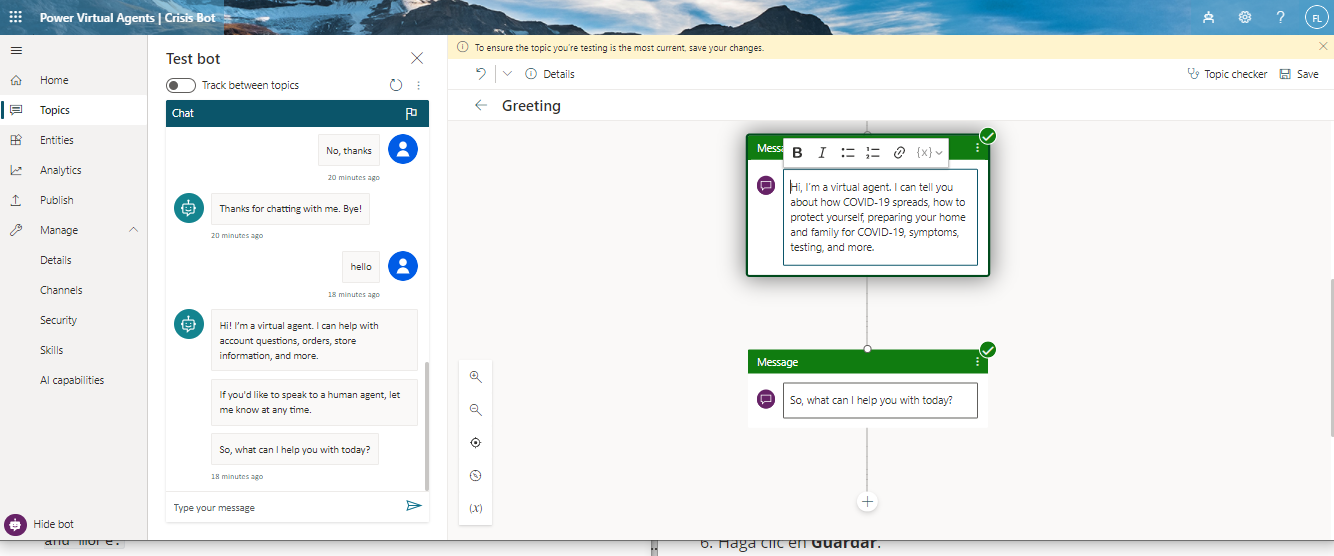 Power Virtual Agents | Crisis Bot
FL
Home
Topics
Entities
Analytics
Publish
Manage
Details
Channels
Security
Skills
AI capabilities
Hide bot
Test bot
Track between topics
Chat
No, thanks
20 minutes ago
Thanks for chatting with me. Bye!
20 minutes ago
hello
18 minutes ago
Hi! I'm a virtual agent. I can help with
account questions, orders, store
information, and more.
If you'd like to speak to a human agent, let
me know at any time.
So, what can I help you with today?
18 minutes ago
Type your message
To ensure the topic you're testing is the most current, save your changes.
Details
Topic checker
Save
Greeting
B I {x}
Hi, I'm a virtual agent. I can tell you
about how COVID-19 spreads, how to
protect yourself, preparing your home
and family for COVID-19, symptoms,
testing, and more.
Message
So, what can I help you with today?
(x)
and more.
6. Haga clic en Guardar.